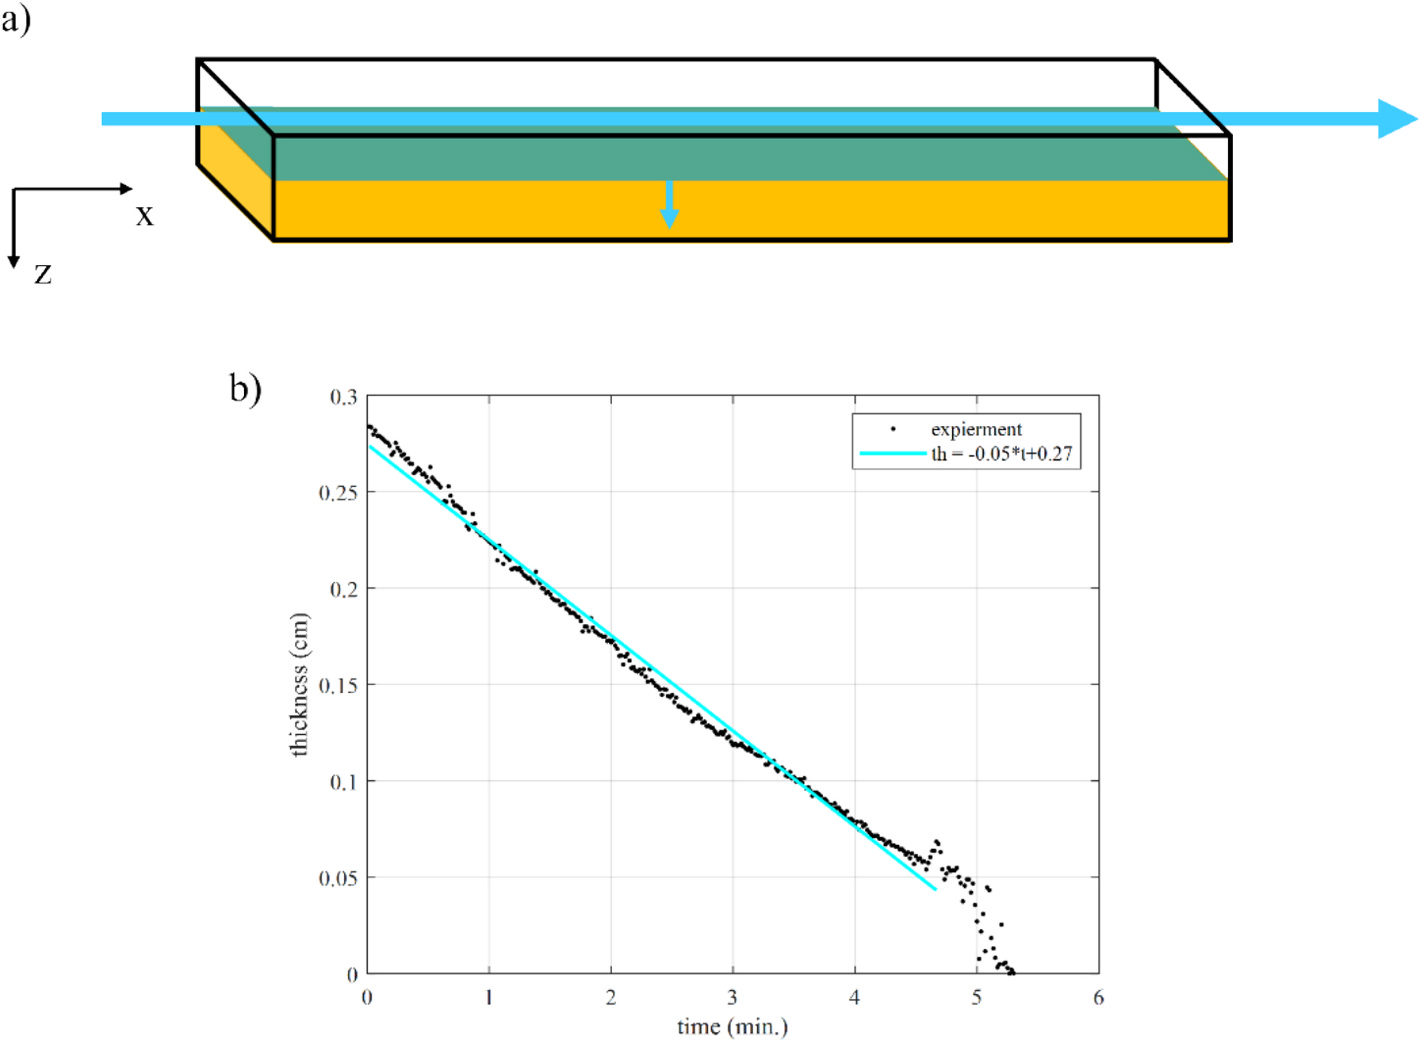 a)
x
z
b)
0.3
0.25
0.2
0.15
0.1
0.05
0
thickness (cm)
expierment
th = -0.05*t+0.27
0 1 2 3 4 5 6
time (min.)